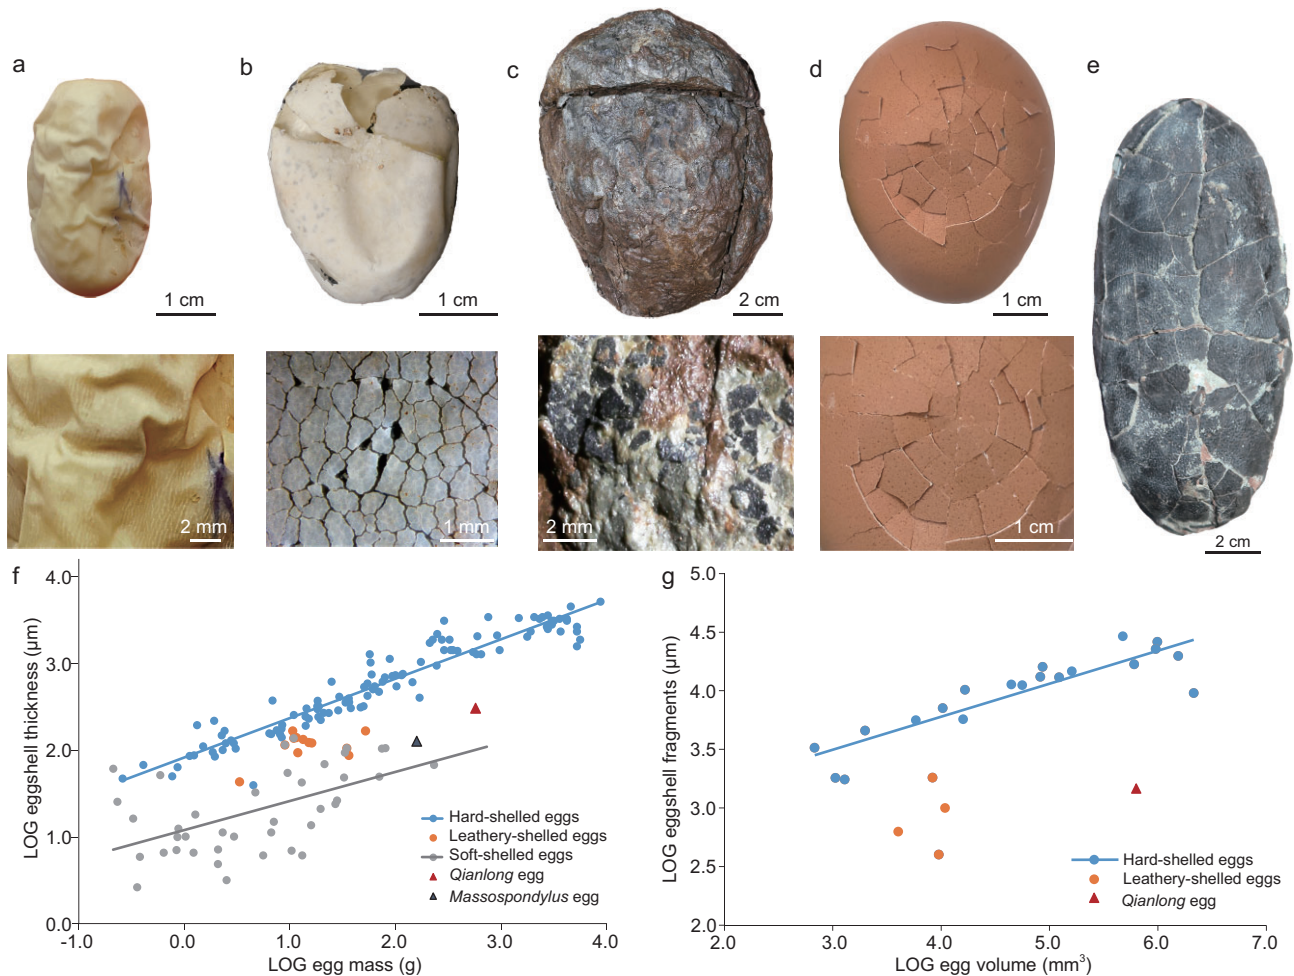 a
b
c
d
e
1 cm
1 cm
2 cm
1 cm
2 cm
2 mm
1 mm
2 mm
1 cm
f
LOG eggshell thickness (μm)
4.0
3.0
2.0
1.0
0.0
-1.0
0.0
1.0
2.0
3.0
4.0
LOG egg mass (g)
Hard-shelled eggs
Leathery-shelled eggs
Soft-shelled eggs
Qianlong egg
Massospondylus egg
g
LOG eggshell fragments (μm)
5.0
4.5
4.0
3.5
3.0
2.5
2.0
2.0
3.0
4.0
5.0
6.0
7.0
LOG egg volume (mm³)
Hard-shelled eggs
Leathery-shelled eggs
Qianlong egg